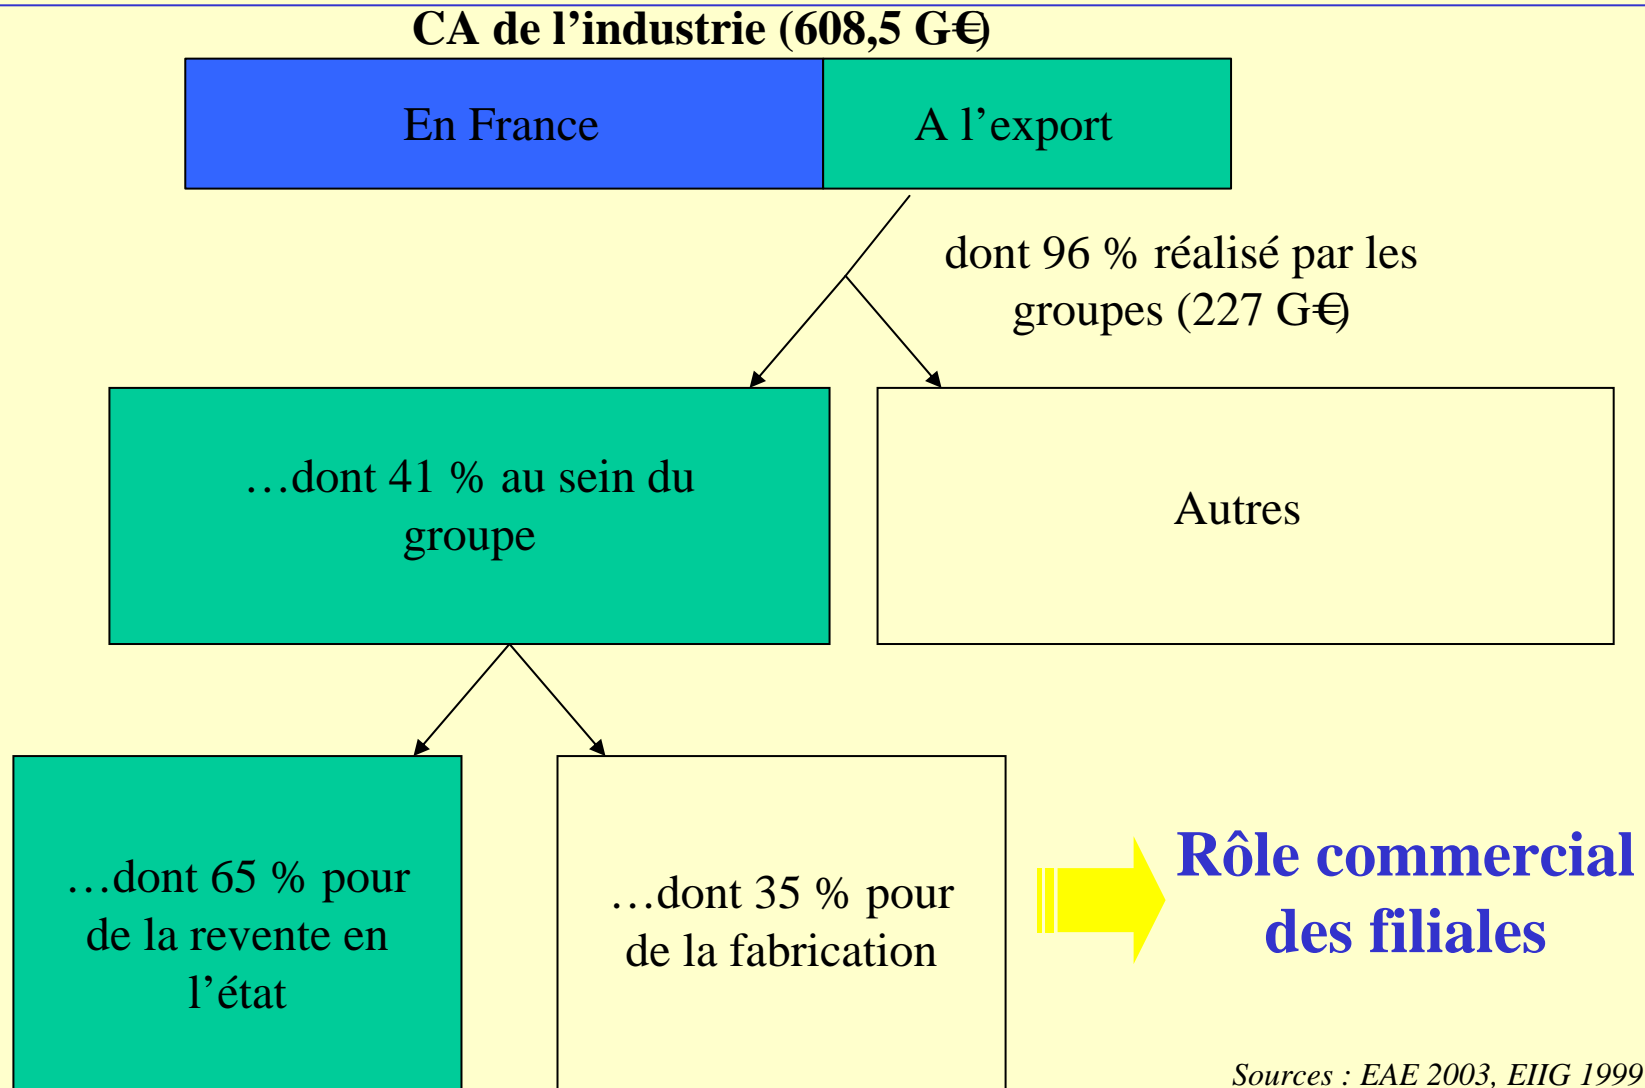 CA de l’industrie (608,5 G€)
En France
A l’export
dont 96 % réalisé par les
groupes (227 G€)
…dont 41 % au sein du
groupe
Autres
…dont 65 % pour
de la revente en
l’état
…dont 35 % pour
de la fabrication
Rôle commercial
des filiales
Sources : EAE 2003, EIIG 1999